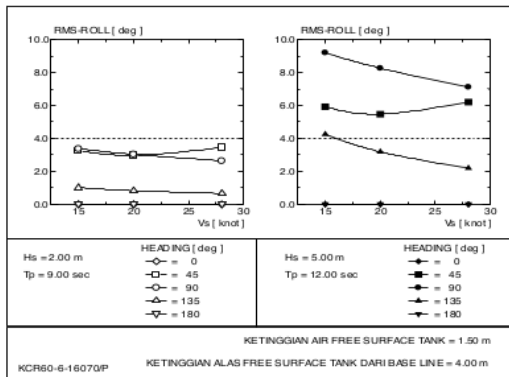 RMS-ROLL [ deg ]
10.0
8.0
6.0
4.0
2.0
0.0
15
20
25
30
Vs [ knot ]
RMS-ROLL [ deg ]
10.0
8.0
6.0
4.0
2.0
0.0
15
20
25
30
Vs [ knot ]
Hs = 2.00 m
Tp = 9.00 sec
HEADING [ deg ]
= 0
= 45
= 90
= 135
= 180
Hs = 5.00 m
Tp = 12.00 sec
HEADING [ deg ]
= 0
= 45
= 90
= 135
= 180
KETINGGIAN AIR FREE SURFACE TANK = 1.50 m
KCR60-6-16070/P KETINGGIAN ALAS FREE SURFACE TANK DARI BASE LINE = 4.00 m